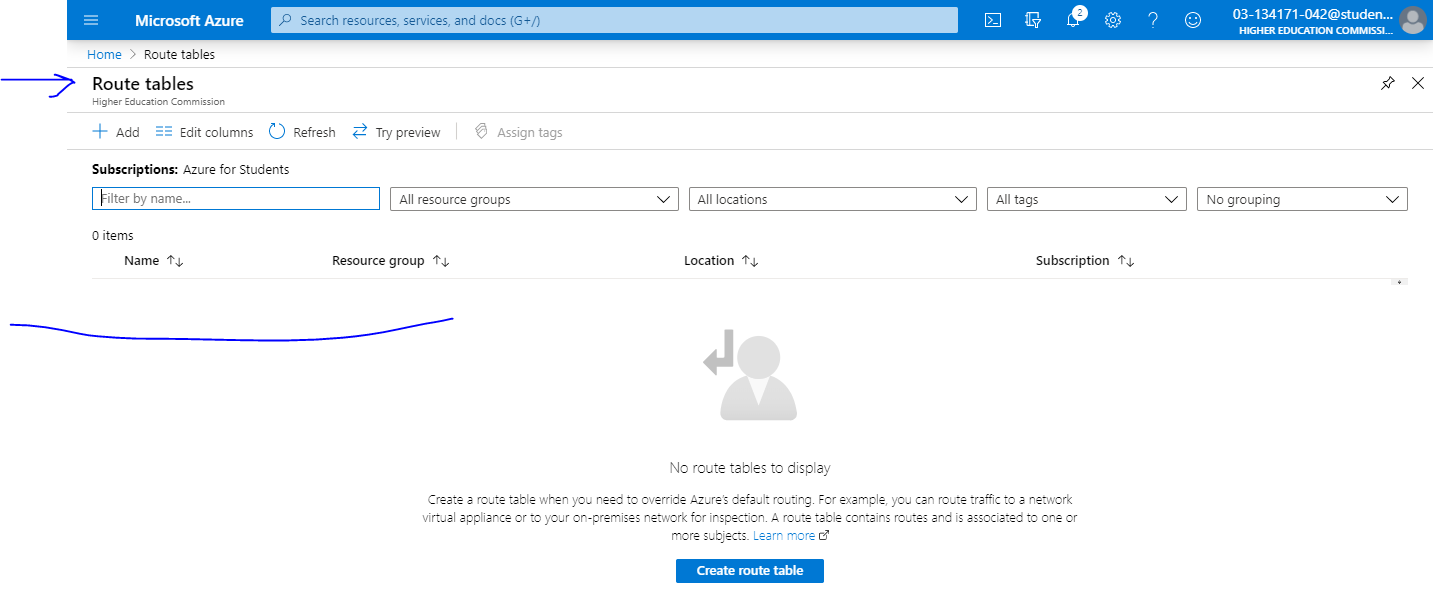 Microsoft Azure Search resources, services, and docs (G+/) 2 03-134171-042@studen...
HIGHER EDUCATION COMMISSI...
Home > Route tables
Route tables
Higher Education Commission
Add Edit columns Refresh Try preview Assign tags
Subscriptions: Azure for Students
Filter by name... All resource groups All locations All tags No grouping
0 items
Name Resource group Location Subscription
No route tables to display
Create a route table when you need to override Azure's default routing. For example, you can route traffic to a network
virtual appliance or to your on-premises network for inspection. A route table contains routes and is associated to one or
more subjects. Learn more
Create route table